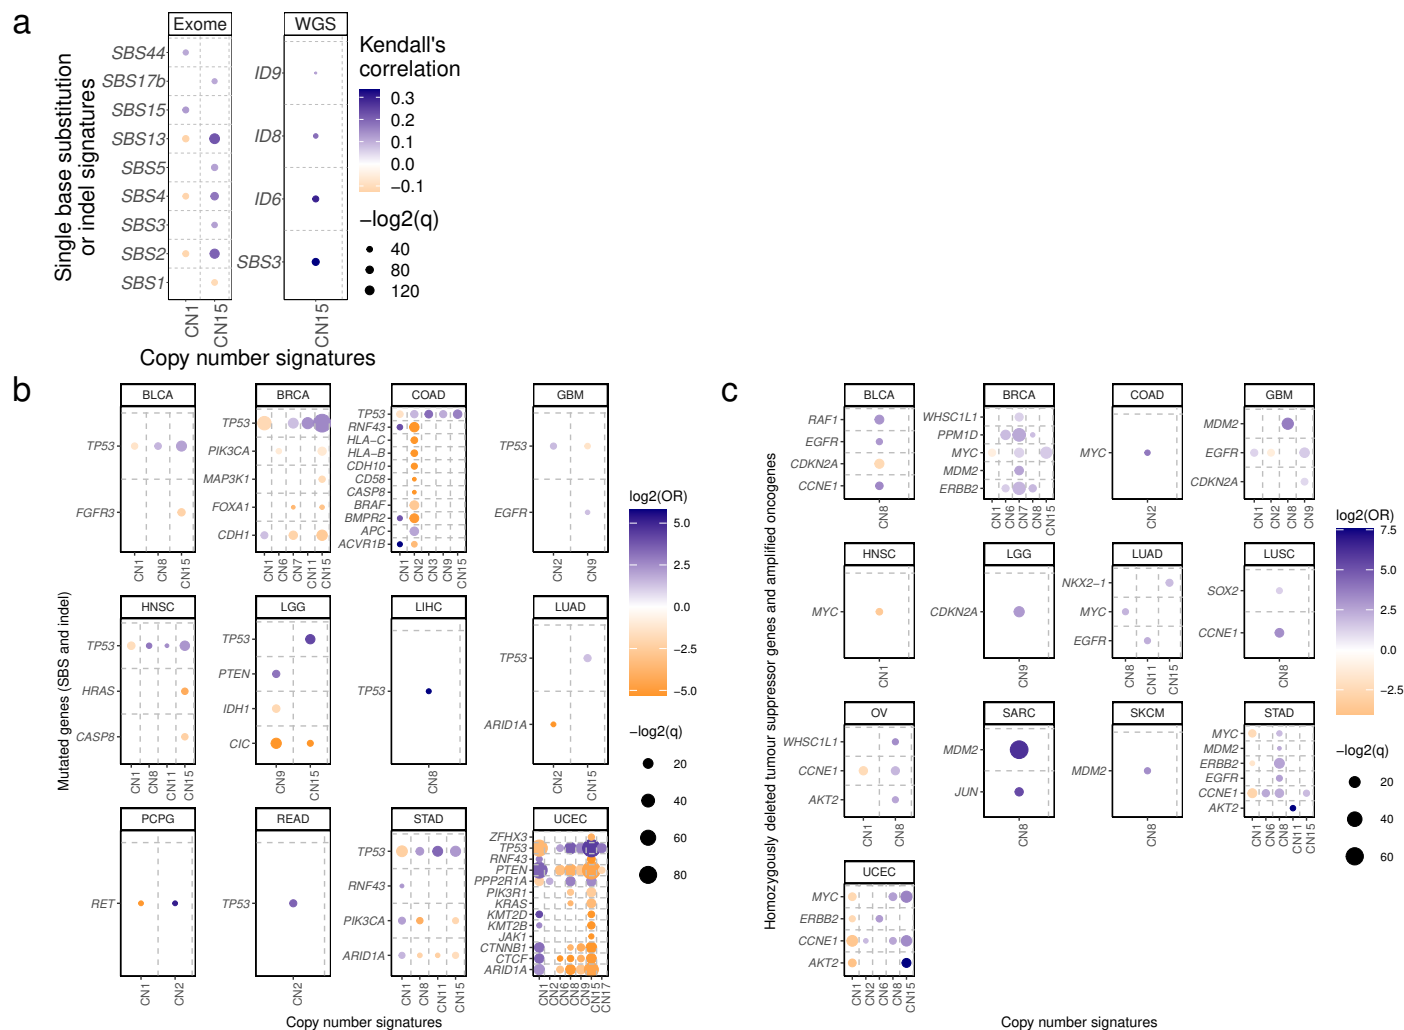 a
Exome
WGS
Single base substitution
or indel signatures
SBS44
SBS17b
SBS15
SBS13
SBS5
SBS4
SBS3
SBS2
SBS1
CN1
CN15
ID9
ID8
ID6
SBS3
CN15
Copy number signatures
Kendall's
correlation
0.3
0.2
0.1
0.0
−0.1
−log2(q)
40
80
120
b
Mutated genes (SBS and indel)
BLCA
TP53
FGFR3
CN1
CN8
CN15
BRCA
TP53
PIK3CA
MAP3K1
FOXA1
CDH1
CN1
CN6
CN7
CN11
CN15
COAD
TP53
RNF43
HLA−C
HLA−B
CDH10
CD58
CASP8
BRAF
BMPR2
APC
ACVR1B
CN1
CN2
CN3
CN9
CN15
GBM
TP53
EGFR
CN2
CN9
HNSC
TP53
HRAS
CASP8
CN1
CN8
CN11
CN15
LGG
TP53
PTEN
IDH1
CIC
CN9
CN15
LIHC
TP53
CN8
LUAD
TP53
ARID1A
CN2
CN15
PCPG
RET
CN1
CN2
READ
TP53
CN2
STAD
TP53
RNF43
PIK3CA
ARID1A
CN1
CN8
CN11
CN15
UCEC
ZFHX3
TP53
RNF43
PTEN
PPP2R1A
PIK3R1
KRAS
KMT2D
KMT2B
JAK1
CTNNB1
CTCF
ARID1A
CN1
CN2
CN6
CN8
CN9
CN15
CN17
Copy number signatures
log2(OR)
5.0
2.5
0.0
−2.5
−5.0
−log2(q)
20
40
60
80
c
Homozygously deleted tumour suppressor genes and amplified oncogenes
BLCA
RAF1
EGFR
CDKN2A
CCNE1
CN8
BRCA
WHSC1L1
PPM1D
MYC
MDM2
ERBB2
CN1
CN6
CN7
CN8
CN15
COAD
MYC
CN2
GBM
MDM2
EGFR
CDKN2A
CN1
CN2
CN8
CN9
HNSC
MYC
CN1
LGG
CDKN2A
CN9
LUAD
NKX2−1
MYC
EGFR
CN8
CN11
CN15
LUSC
SOX2
CCNE1
CN8
OV
WHSC1L1
CCNE1
AKT2
CN1
CN8
SARC
MDM2
JUN
CN8
SKCM
MDM2
CN8
STAD
MYC
MDM2
ERBB2
EGFR
CCNE1
AKT2
CN1
CN6
CN8
CN11
CN15
UCEC
MYC
ERBB2
CCNE1
AKT2
CN1
CN2
CN6
CN8
CN15
Copy number signatures
log2(OR)
7.5
5.0
2.5
0.0
−2.5
−log2(q)
20
40
60